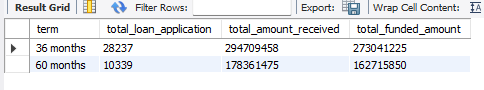 Result Grid Filter Rows: Export: Wrap Cell Content:
term total_loan_application total_amount_received total_funded_amount
36 months 28237 294709458 273041225
60 months 10339 178361475 162715850